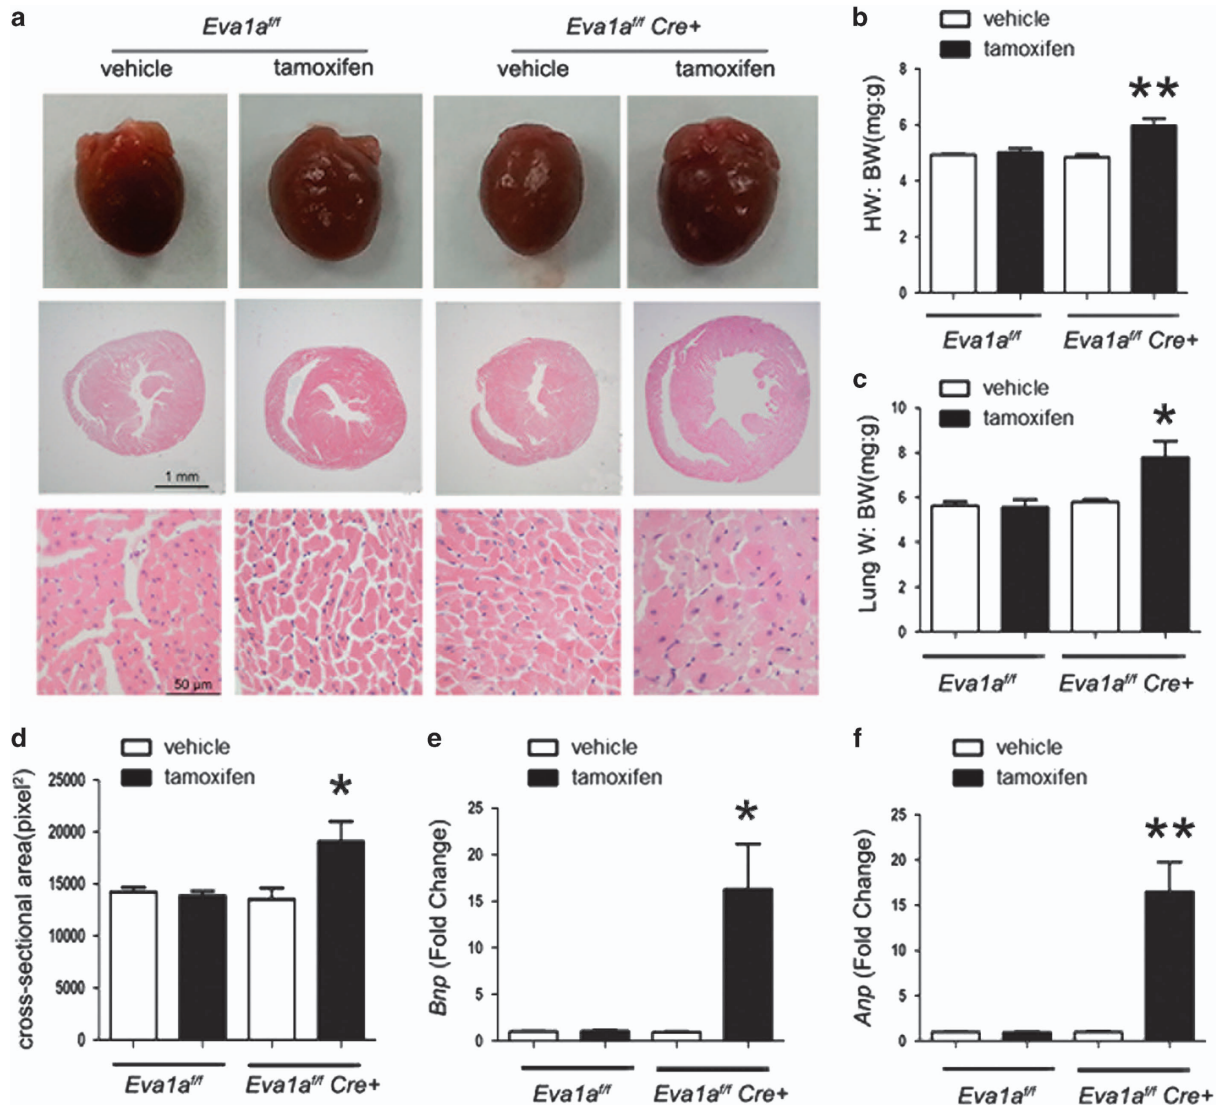 a
Eva1a^f/f
Eva1a^f/f Cre+
vehicle
tamoxifen
vehicle
tamoxifen
1 mm
50 µm
b
vehicle
tamoxifen
HW: BW(mg:g)
8
6
4
2
0
**
Eva1a^f/f
Eva1a^f/f Cre+
c
vehicle
tamoxifen
Lung W: BW(mg:g)
10
8
6
4
2
0
*
Eva1a^f/f
Eva1a^f/f Cre+
d
vehicle
tamoxifen
cross-sectional area(pixel²)
25000
20000
15000
10000
5000
0
*
Eva1a^f/f
Eva1a^f/f Cre+
e
vehicle
tamoxifen
Bnp (Fold Change)
25
20
15
10
5
0
*
Eva1a^f/f
Eva1a^f/f Cre+
f
vehicle
tamoxifen
Anp (Fold Change)
25
20
15
10
5
0
**
Eva1a^f/f
Eva1a^f/f Cre+